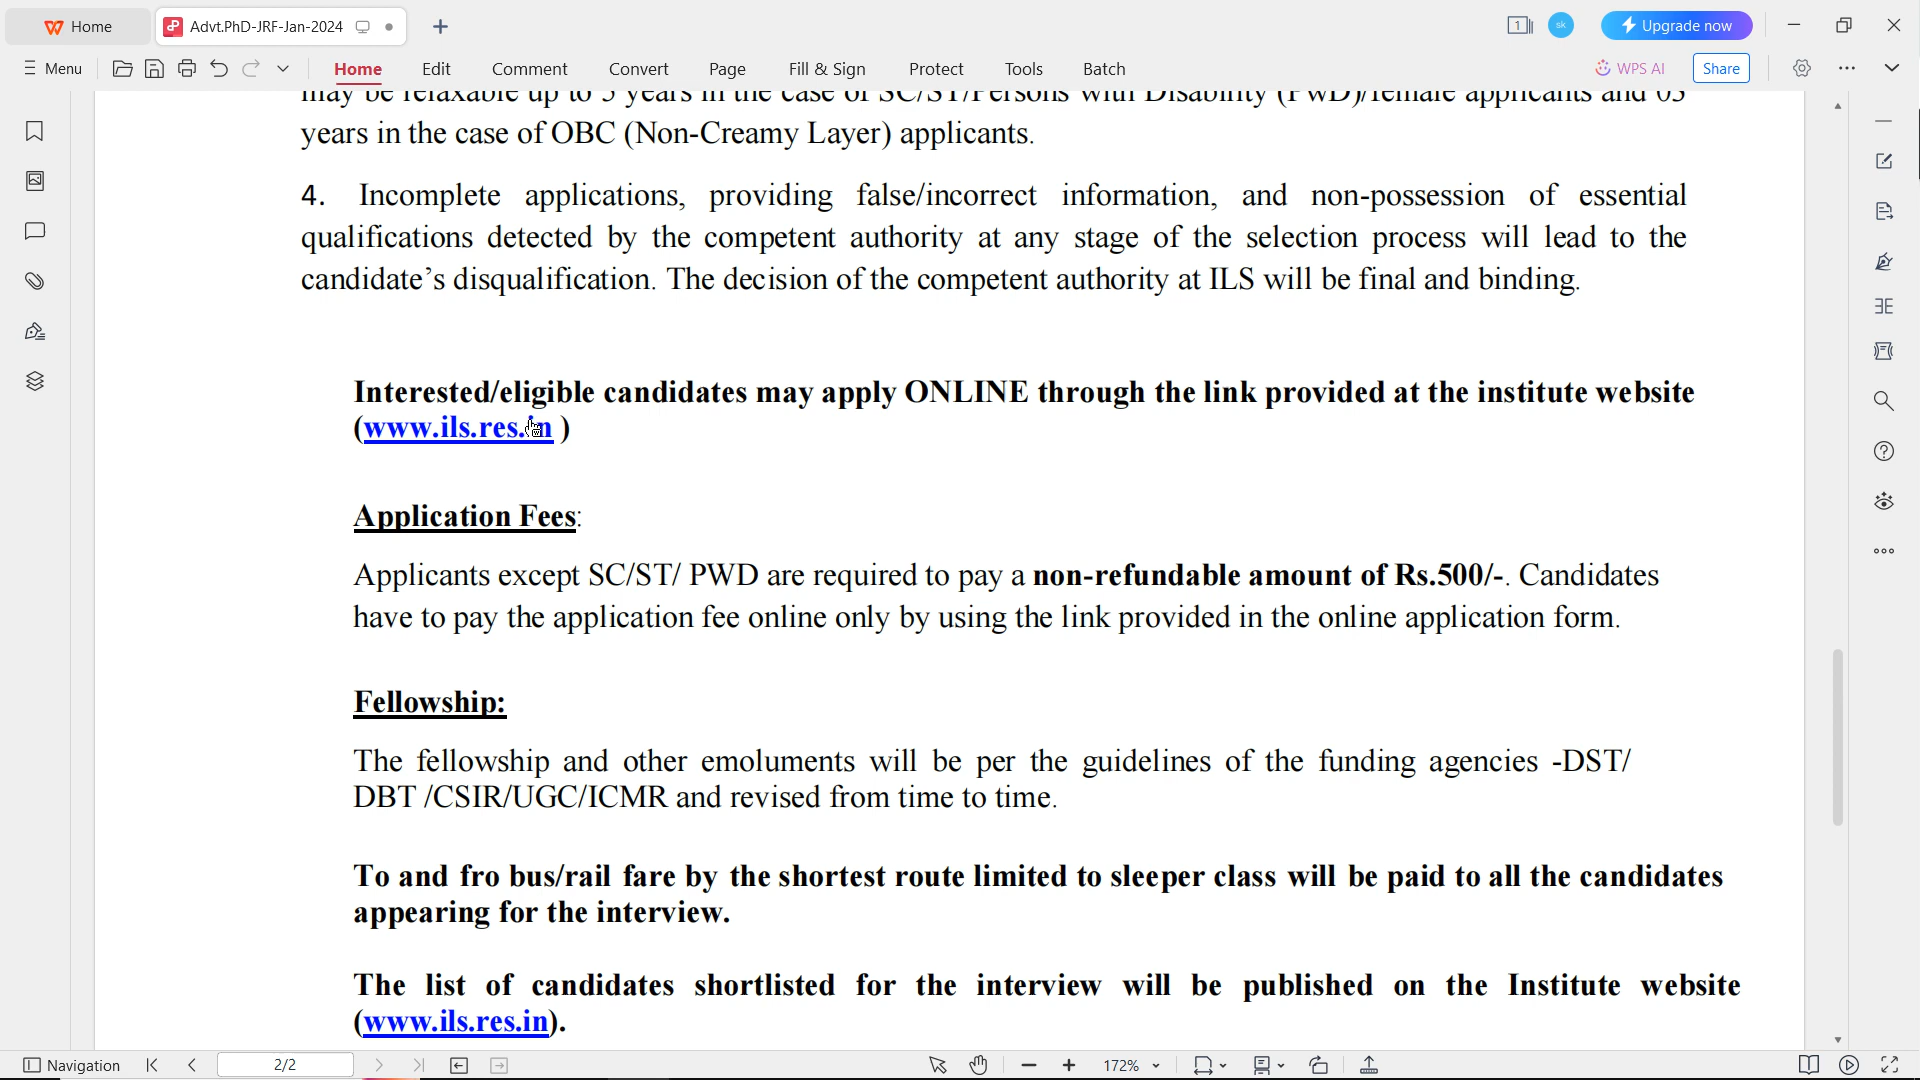 Home
Advt.PhD-JRF-Jan-2024
1
sk
Upgrade now
Menu
Home
Edit
Comment
Convert
Page
Fill & Sign
Protect
Tools
Batch
WPS AI
Share
may be relaxable up to 5 years in the case of SC/ST/Persons with Disability (PwD)/female applicants and 03
years in the case of OBC (Non-Creamy Layer) applicants.
4. Incomplete applications, providing false/incorrect information, and non-possession of essential
qualifications detected by the competent authority at any stage of the selection process will lead to the
candidate’s disqualification. The decision of the competent authority at ILS will be final and binding.
Interested/eligible candidates may apply ONLINE through the link provided at the institute website
(www.ils.res.in )
Application Fees:
Applicants except SC/ST/ PWD are required to pay a non-refundable amount of Rs.500/-. Candidates
have to pay the application fee online only by using the link provided in the online application form.
Fellowship:
The fellowship and other emoluments will be per the guidelines of the funding agencies -DST/
DBT /CSIR/UGC/ICMR and revised from time to time.
To and fro bus/rail fare by the shortest route limited to sleeper class will be paid to all the candidates
appearing for the interview.
The list of candidates shortlisted for the interview will be published on the Institute website
(www.ils.res.in).
Navigation
2/2
172%